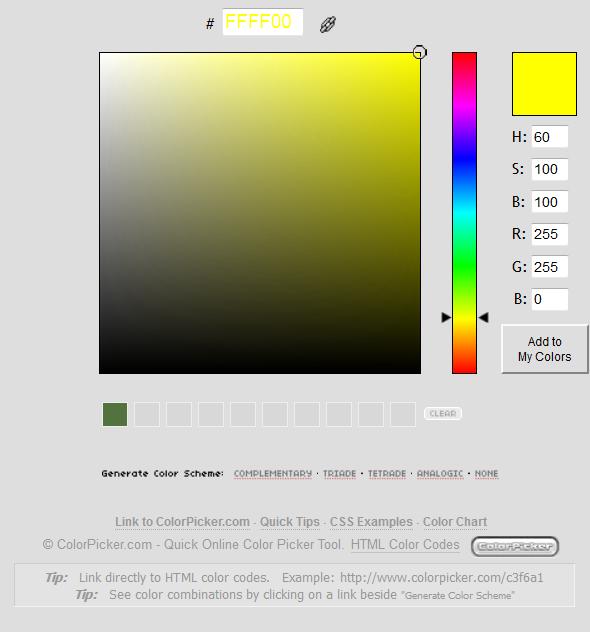 # FFFF00
H: 60
S: 100
B: 100
R: 255
G: 255
B: 0
Add to
My Colors
CLEAR
Generate Color Scheme: COMPLEMENTARY · TRIADE · TETRADE · ANALOGIC · NONE
Link to ColorPicker.com - Quick Tips - CSS Examples - Color Chart
© ColorPicker.com - Quick Online Color Picker Tool. HTML Color Codes ColorPicker
Tip: Link directly to HTML color codes. Example: http://www.colorpicker.com/c3f6a1
Tip: See color combinations by clicking on a link beside "Generate Color Scheme"